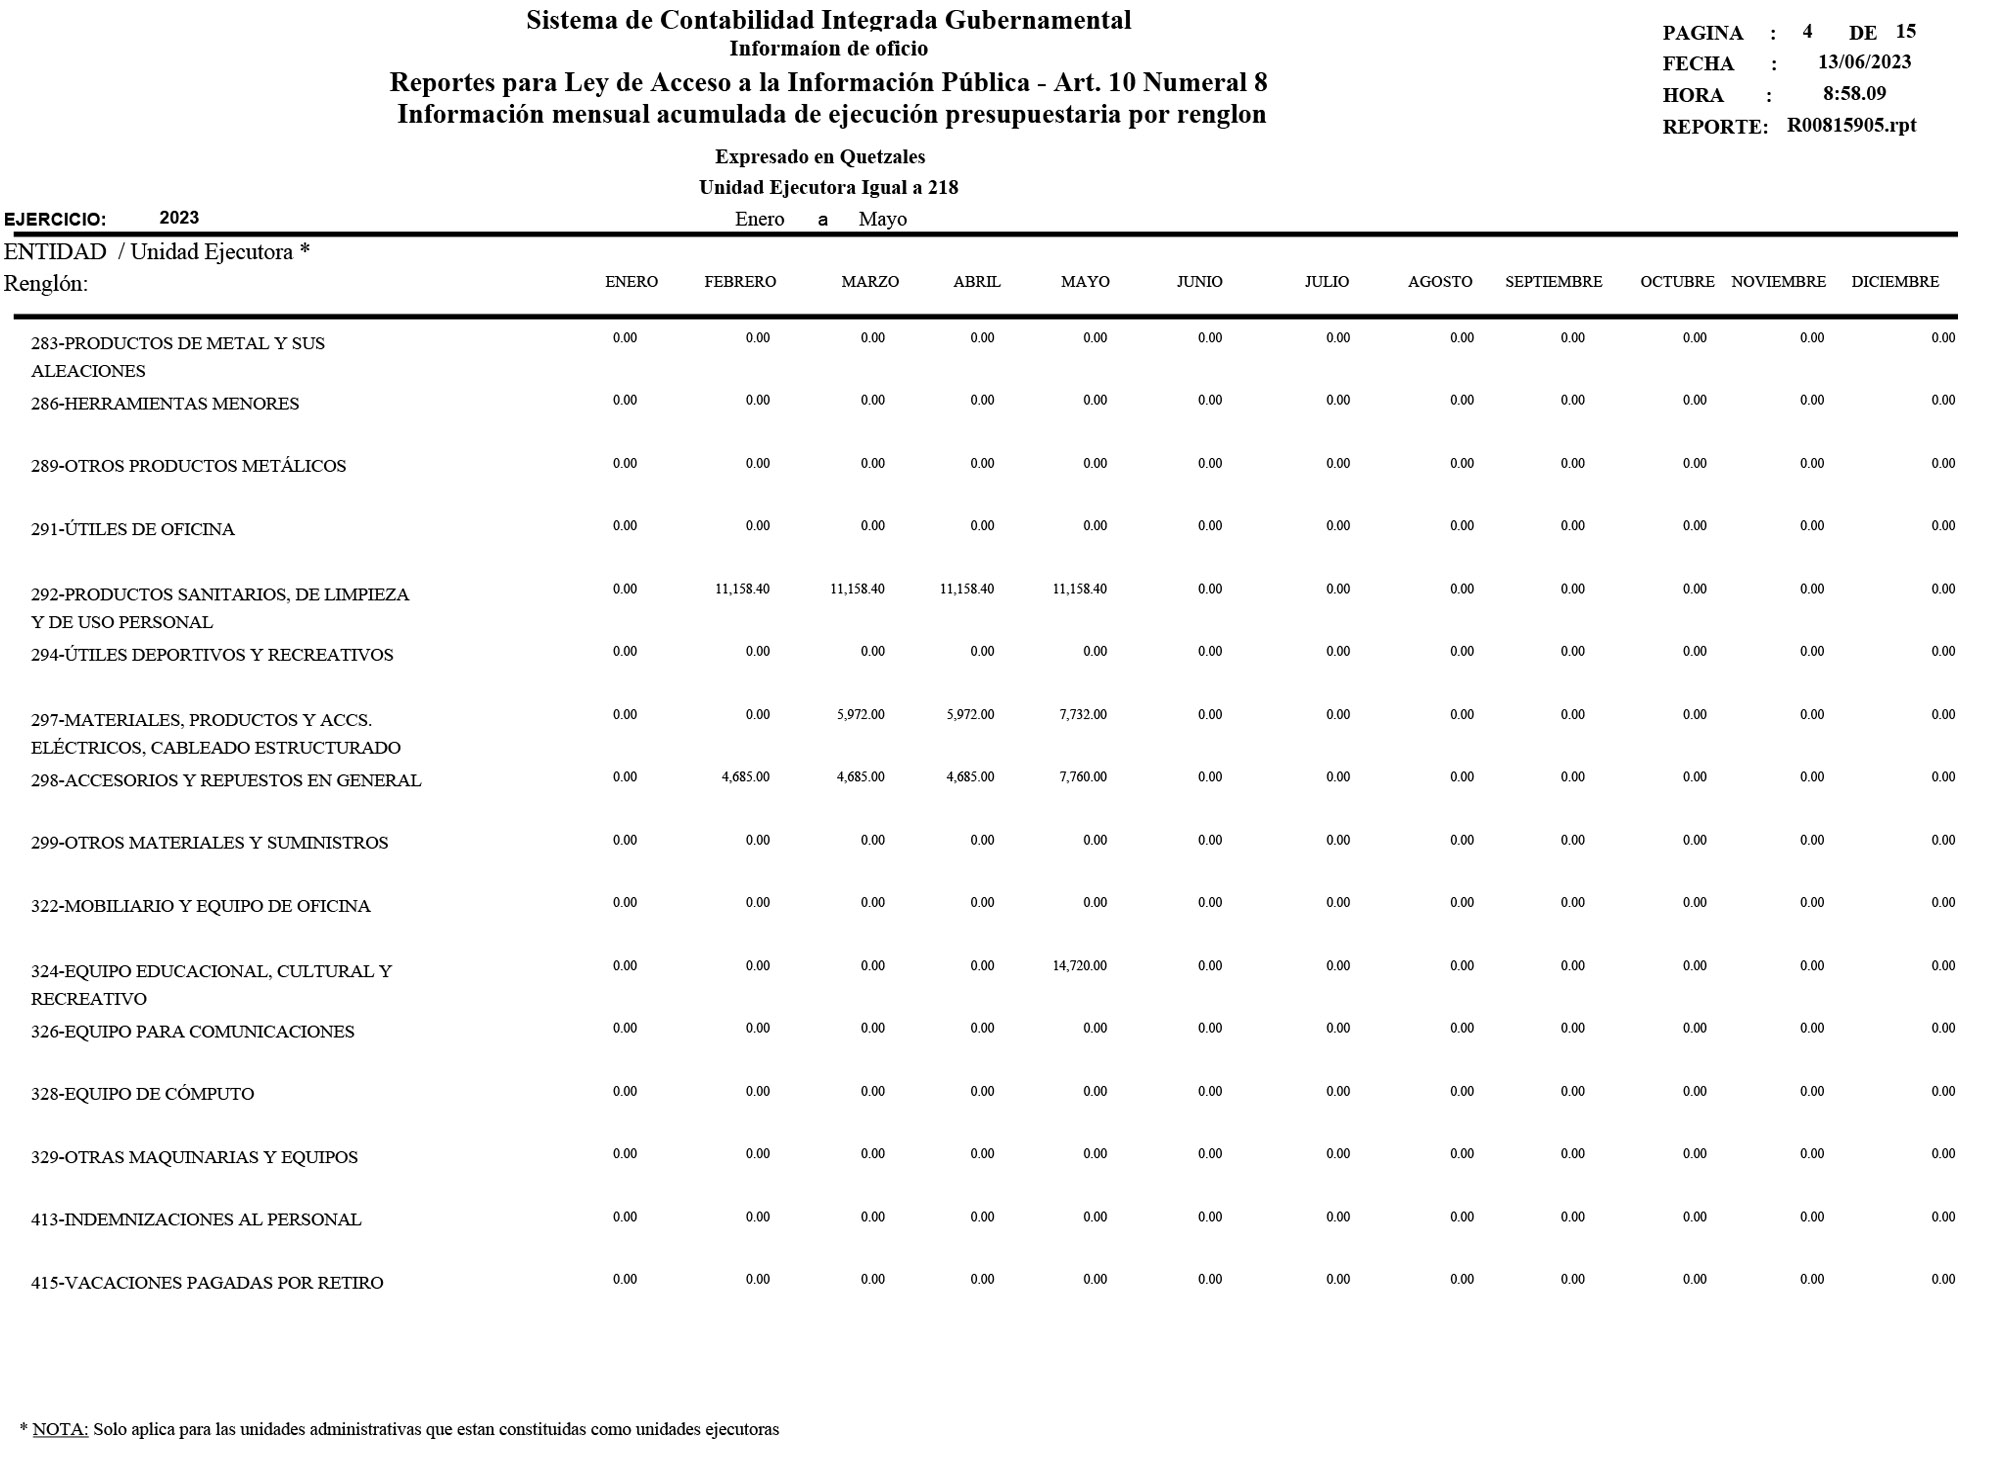 Sistema de Contabilidad Integrada Gubernamental
Informaíon de oficio
Reportes para Ley de Acceso a la Información Pública - Art. 10 Numeral 8
Información mensual acumulada de ejecución presupuestaria por renglon
Expresado en Quetzales
Unidad Ejecutora Igual a 218
PAGINA : 4 DE 15
FECHA : 13/06/2023
HORA : 8:58.09
REPORTE: R00815905.rpt
EJERCICIO: 2023 Enero a Mayo
ENTIDAD / Unidad Ejecutora *
Renglón: ENERO FEBRERO MARZO ABRIL MAYO JUNIO JULIO AGOSTO SEPTIEMBRE OCTUBRE NOVIEMBRE DICIEMBRE
283-PRODUCTOS DE METAL Y SUS 0.00 0.00 0.00 0.00 0.00 0.00 0.00 0.00 0.00 0.00 0.00 0.00
ALEACIONES
286-HERRAMIENTAS MENORES 0.00 0.00 0.00 0.00 0.00 0.00 0.00 0.00 0.00 0.00 0.00 0.00
289-OTROS PRODUCTOS METÁLICOS 0.00 0.00 0.00 0.00 0.00 0.00 0.00 0.00 0.00 0.00 0.00 0.00
291-ÚTILES DE OFICINA 0.00 0.00 0.00 0.00 0.00 0.00 0.00 0.00 0.00 0.00 0.00 0.00
292-PRODUCTOS SANITARIOS, DE LIMPIEZA 0.00 11,158.40 11,158.40 11,158.40 11,158.40 0.00 0.00 0.00 0.00 0.00 0.00 0.00
Y DE USO PERSONAL
294-ÚTILES DEPORTIVOS Y RECREATIVOS 0.00 0.00 0.00 0.00 0.00 0.00 0.00 0.00 0.00 0.00 0.00 0.00
297-MATERIALES, PRODUCTOS Y ACCS. 0.00 0.00 5,972.00 5,972.00 7,732.00 0.00 0.00 0.00 0.00 0.00 0.00 0.00
ELÉCTRICOS, CABLEADO ESTRUCTURADO
298-ACCESORIOS Y REPUESTOS EN GENERAL 0.00 4,685.00 4,685.00 4,685.00 7,760.00 0.00 0.00 0.00 0.00 0.00 0.00 0.00
299-OTROS MATERIALES Y SUMINISTROS 0.00 0.00 0.00 0.00 0.00 0.00 0.00 0.00 0.00 0.00 0.00 0.00
322-MOBILIARIO Y EQUIPO DE OFICINA 0.00 0.00 0.00 0.00 0.00 0.00 0.00 0.00 0.00 0.00 0.00 0.00
324-EQUIPO EDUCACIONAL, CULTURAL Y 0.00 0.00 0.00 0.00 14,720.00 0.00 0.00 0.00 0.00 0.00 0.00 0.00
RECREATIVO
326-EQUIPO PARA COMUNICACIONES 0.00 0.00 0.00 0.00 0.00 0.00 0.00 0.00 0.00 0.00 0.00 0.00
328-EQUIPO DE CÓMPUTO 0.00 0.00 0.00 0.00 0.00 0.00 0.00 0.00 0.00 0.00 0.00 0.00
329-OTRAS MAQUINARIAS Y EQUIPOS 0.00 0.00 0.00 0.00 0.00 0.00 0.00 0.00 0.00 0.00 0.00 0.00
413-INDEMNIZACIONES AL PERSONAL 0.00 0.00 0.00 0.00 0.00 0.00 0.00 0.00 0.00 0.00 0.00 0.00
415-VACACIONES PAGADAS POR RETIRO 0.00 0.00 0.00 0.00 0.00 0.00 0.00 0.00 0.00 0.00 0.00 0.00
* NOTA: Solo aplica para las unidades administrativas que estan constituidas como unidades ejecutoras